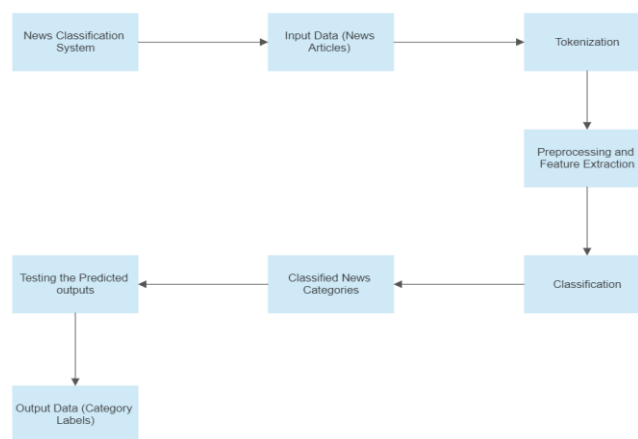 News Classification
System
Input Data (News
Articles)
Tokenization
Preprocessing and
Feature Extraction
Classification
Classified News
Categories
Testing the Predicted
outputs
Output Data (Category
Labels)